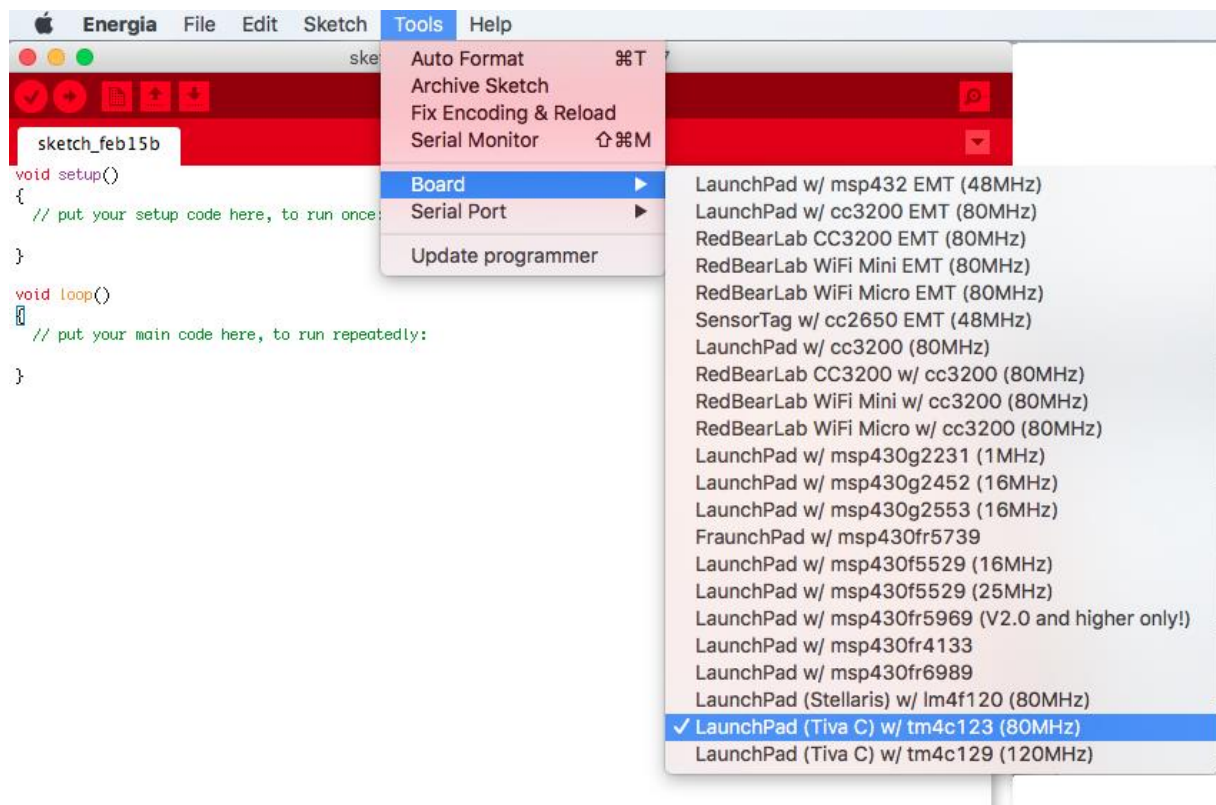 Energia File Edit Sketch Tools Help
ske
Auto Format ⌘T
Archive Sketch
Fix Encoding & Reload
Serial Monitor ⇧⌘M
Board
Serial Port
Update programmer
sketch_feb15b
void setup()
{
// put your setup code here, to run once:
}
void loop()
{
// put your main code here, to run repeatedly:
}
LaunchPad w/ msp432 EMT (48MHz)
LaunchPad w/ cc3200 EMT (80MHz)
RedBearLab CC3200 EMT (80MHz)
RedBearLab WiFi Mini EMT (80MHz)
RedBearLab WiFi Micro EMT (80MHz)
SensorTag w/ cc2650 EMT (48MHz)
LaunchPad w/ cc3200 (80MHz)
RedBearLab CC3200 w/ cc3200 (80MHz)
RedBearLab WiFi Mini w/ cc3200 (80MHz)
RedBearLab WiFi Micro w/ cc3200 (80MHz)
LaunchPad w/ msp430g2231 (1MHz)
LaunchPad w/ msp430g2452 (16MHz)
LaunchPad w/ msp430g2553 (16MHz)
FraunchPad w/ msp430fr5739
LaunchPad w/ msp430f5529 (16MHz)
LaunchPad w/ msp430f5529 (25MHz)
LaunchPad w/ msp430fr5969 (V2.0 and higher only!)
LaunchPad w/ msp430fr4133
LaunchPad w/ msp430fr6989
LaunchPad (Stellaris) w/ lm4f120 (80MHz)
✓ LaunchPad (Tiva C) w/ tm4c123 (80MHz)
LaunchPad (Tiva C) w/ tm4c129 (120MHz)